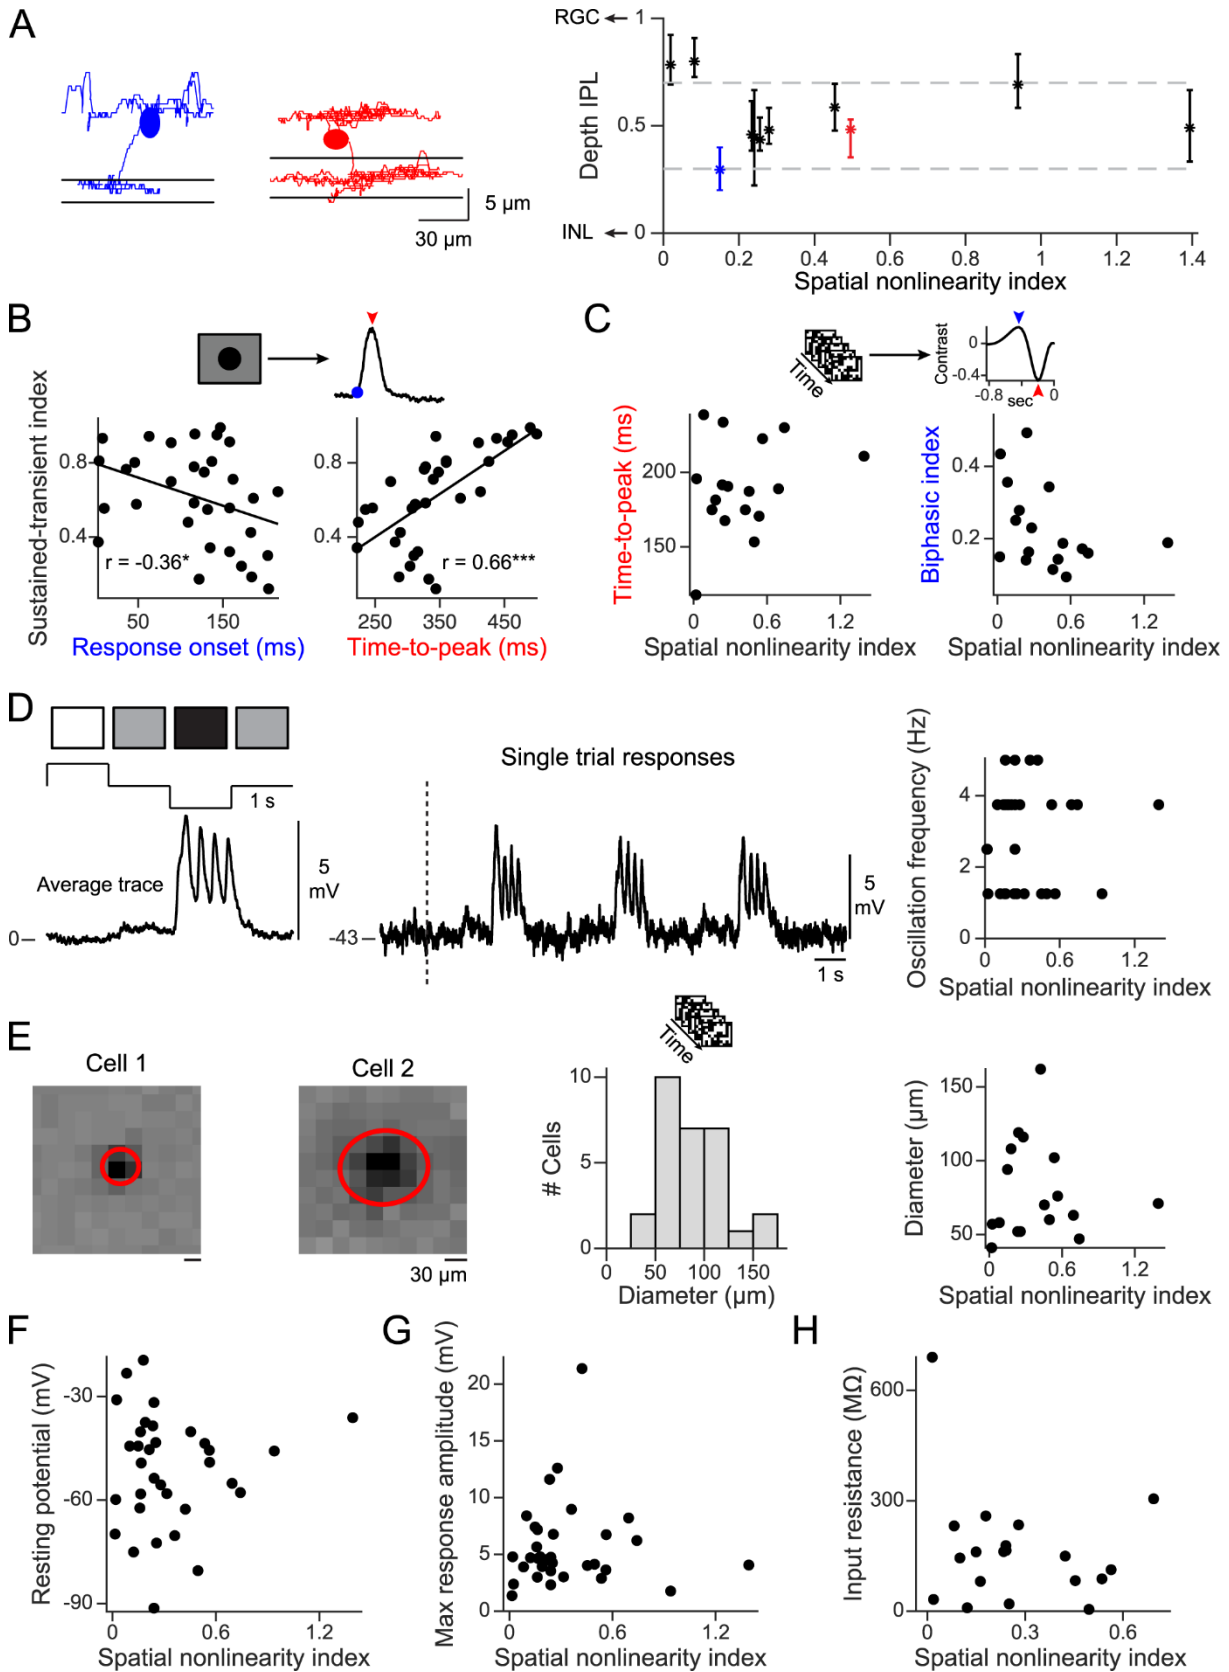 A
RGC
1
Depth IPL
0.5
INL
0
0
0.2
0.4
0.6
0.8
1
1.2
1.4
Spatial nonlinearity index
5 µm
30 µm
B
Sustained-transient index
0.8
0.4
r = -0.36*
50
150
Response onset (ms)
0.8
0.4
r = 0.66***
250
350
450
Time-to-peak (ms)
C
Time
Contrast
0
-0.4
-0.8
sec
0
Time-to-peak (ms)
200
150
0
0.6
1.2
Spatial nonlinearity index
Biphasic index
0.4
0.2
0
0.6
1.2
Spatial nonlinearity index
D
1 s
Average trace
5
mV
0
Single trial responses
-43
5
mV
1 s
Oscillation frequency (Hz)
4
2
0
0
0.6
1.2
Spatial nonlinearity index
E
Cell 1
Cell 2
30 µm
Time
# Cells
10
5
0
0
50
100
150
Diameter (µm)
Diameter (µm)
150
100
50
0
0.6
1.2
Spatial nonlinearity index
F
Resting potential (mV)
-30
-60
-90
0
0.6
1.2
Spatial nonlinearity index
G
Max response amplitude (mV)
20
15
10
5
0
0
0.6
1.2
Spatial nonlinearity index
H
Input resistance (MΩ)
600
300
0
0
0.3
0.6
Spatial nonlinearity index